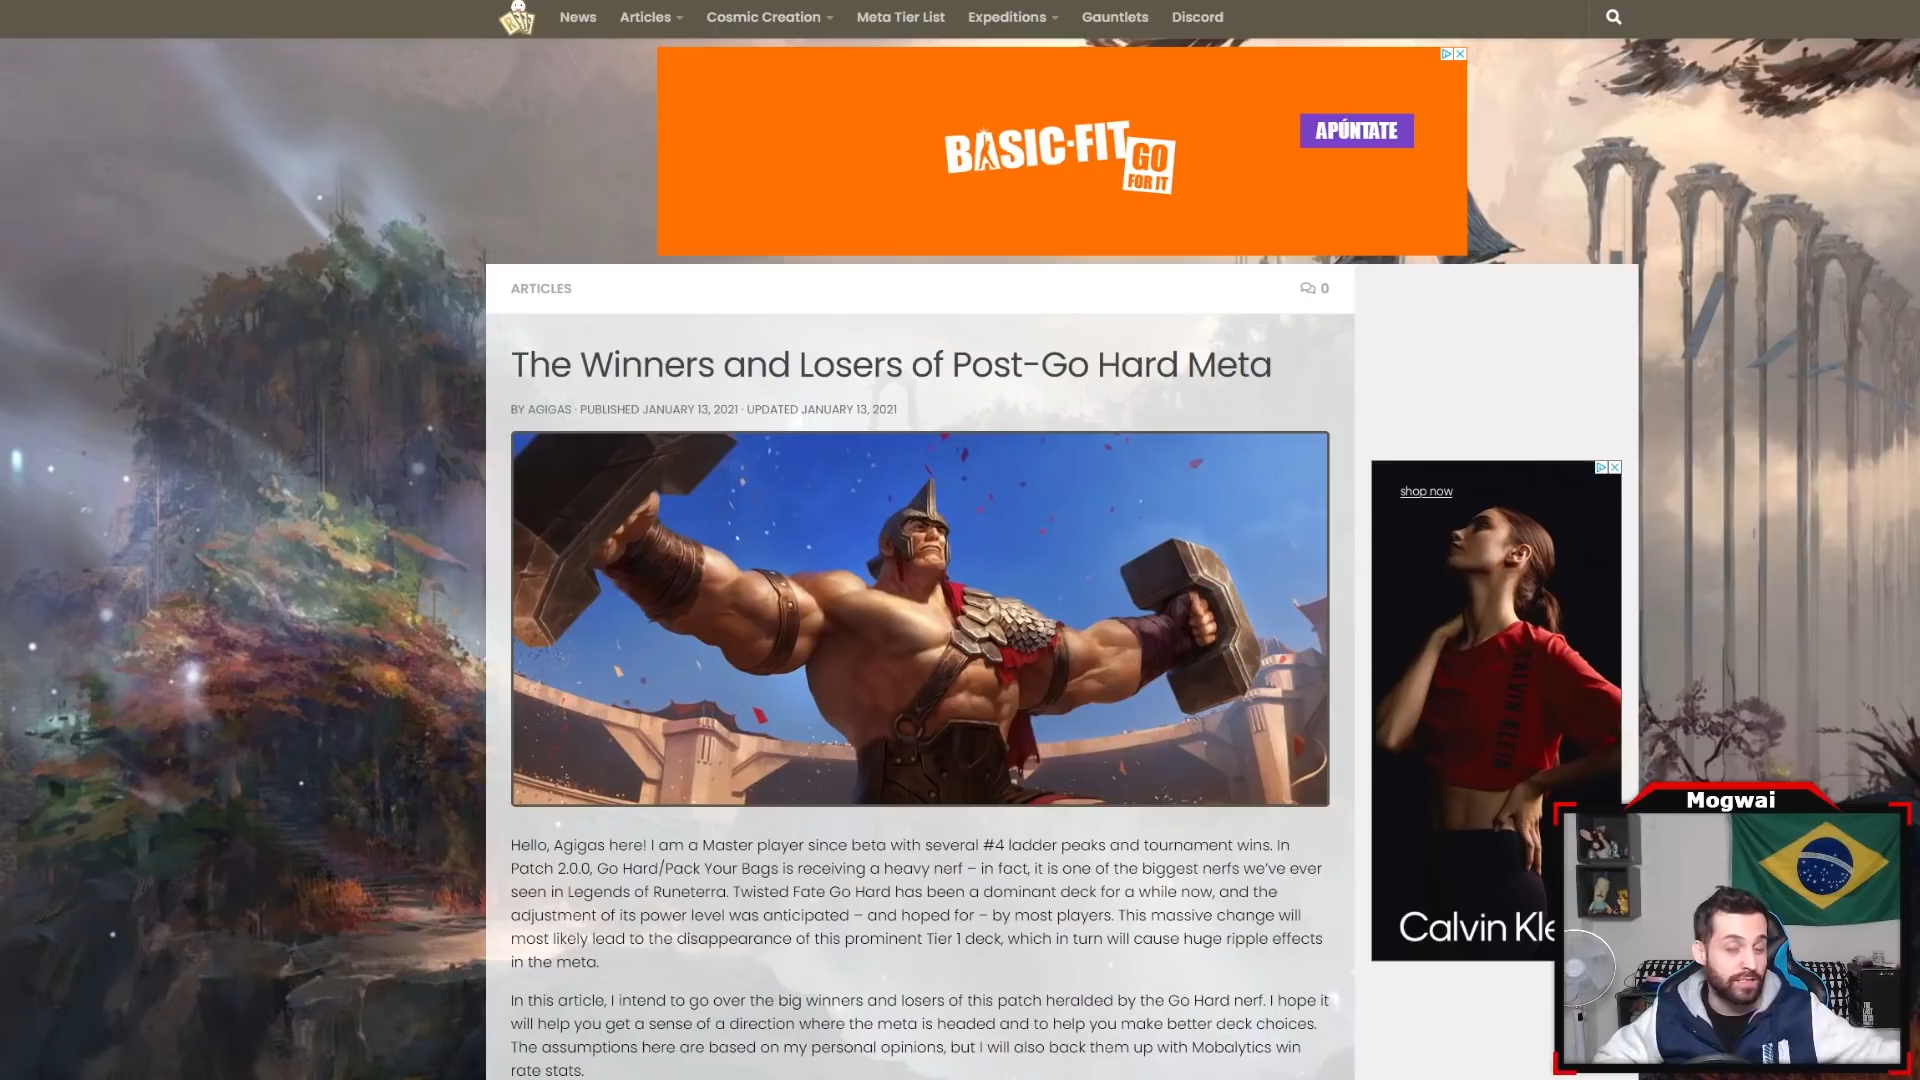 News
Articles
Cosmic Creation
Meta Tier List
Expeditions
Gauntlets
Discord
BASIC-FIT
GO
FOR IT
APÚNTATE
ARTICLES
0
The Winners and Losers of Post-Go Hard Meta
BY AGIGAS · PUBLISHED JANUARY 13, 2021 · UPDATED JANUARY 13, 2021
Hello, Agigas here! I am a Master player since beta with several #4 ladder peaks and tournament wins. In
Patch 2.0.0, Go Hard/Pack Your Bags is receiving a heavy nerf – in fact, it is one of the biggest nerfs we've ever
seen in Legends of Runeterra. Twisted Fate Go Hard has been a dominant deck for a while now, and the
adjustment of its power level was anticipated – and hoped for – by most players. This massive change will
most likely lead to the disappearance of this prominent Tier 1 deck, which in turn will cause huge ripple effects
in the meta.
In this article, I intend to go over the big winners and losers of this patch heralded by the Go Hard nerf. I hope it
will help you get a sense of a direction where the meta is headed and to help you make better deck choices.
The assumptions here are based on my personal opinions, but I will also back them up with Mobalytics win
rate stats.
shop now
CALVIN KLEIN
Calvin Kle
Mogwai